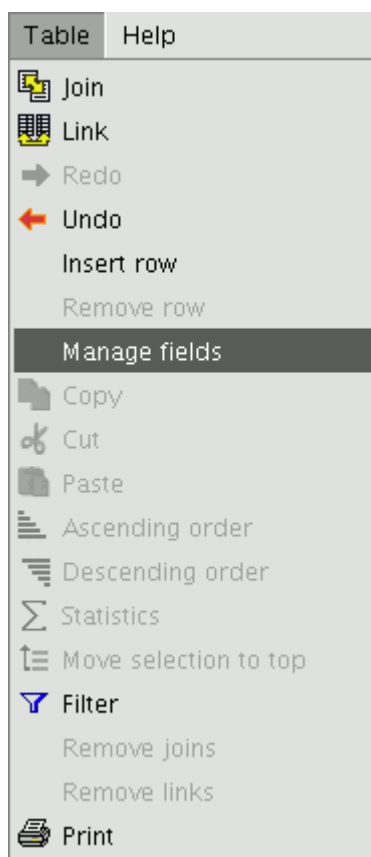 Table Help
Join
Link
Redo
Undo
Insert row
Remove row
Manage fields
Copy
Cut
Paste
Ascending order
Descending order
Statistics
Move selection to top
Filter
Remove joins
Remove links
Print